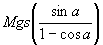 Mgs(sin a / 1 − cos a)